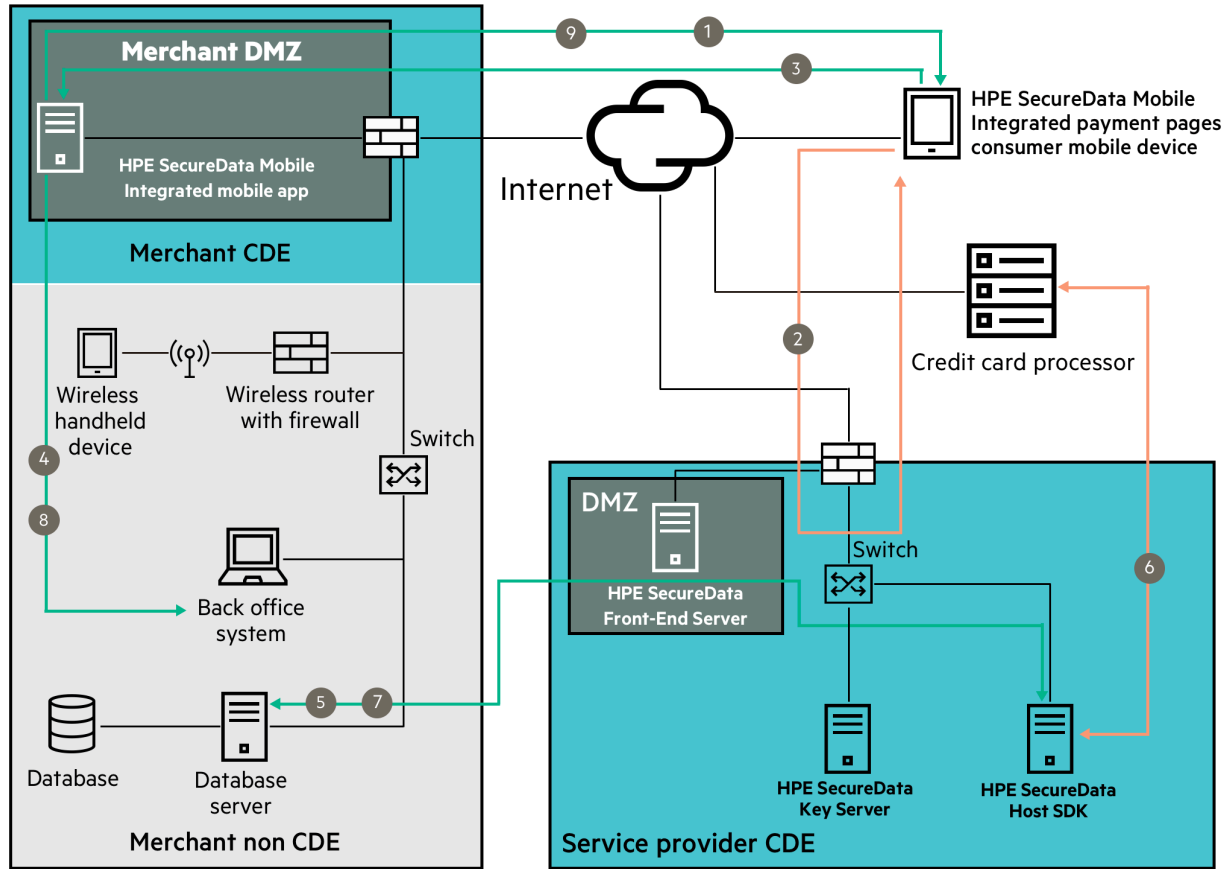 Merchant DMZ
9
1
3
HPE SecureData Mobile
Integrated mobile app
Merchant CDE
Internet
HPE SecureData Mobile
Integrated payment pages
consumer mobile device
2
Credit card processor
Wireless
handheld
device
Wireless router
with firewall
Switch
4
8
Back office
system
5
7
Database
Database
server
Merchant non CDE
DMZ
HPE SecureData
Front-End Server
Switch
6
HPE SecureData
Key Server
HPE SecureData
Host SDK
Service provider CDE